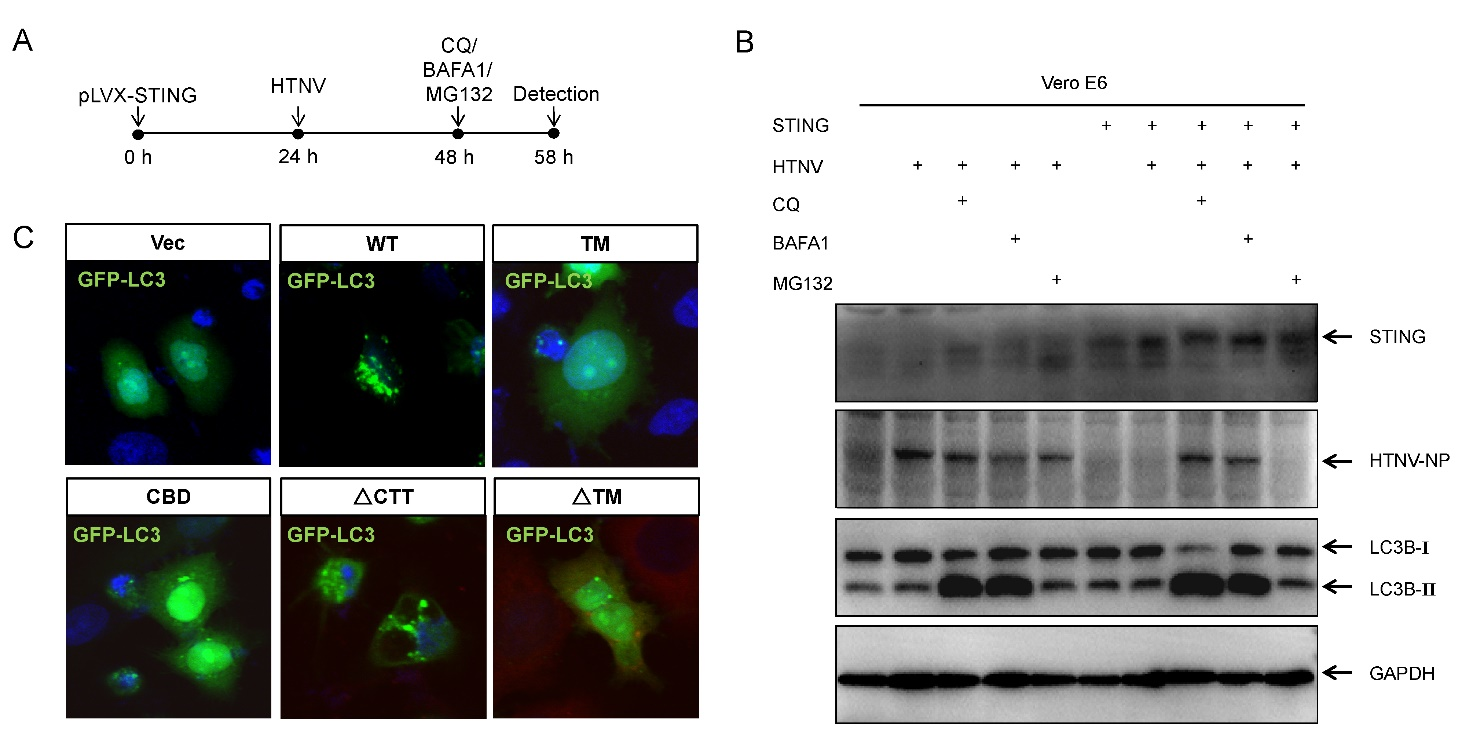 A
CQ/
BAFA1/
MG132
pLVX-STING
HTNV
Detection
0 h
24 h
48 h
58 h
B
Vero E6
STING + + + + +
HTNV + + + + + + + +
CQ + +
BAFA1 + +
MG132 + +
STING
HTNV-NP
LC3B-I
LC3B-II
GAPDH
C
Vec
WT
TM
GFP-LC3
GFP-LC3
GFP-LC3
CBD
△CTT
△TM
GFP-LC3
GFP-LC3
GFP-LC3